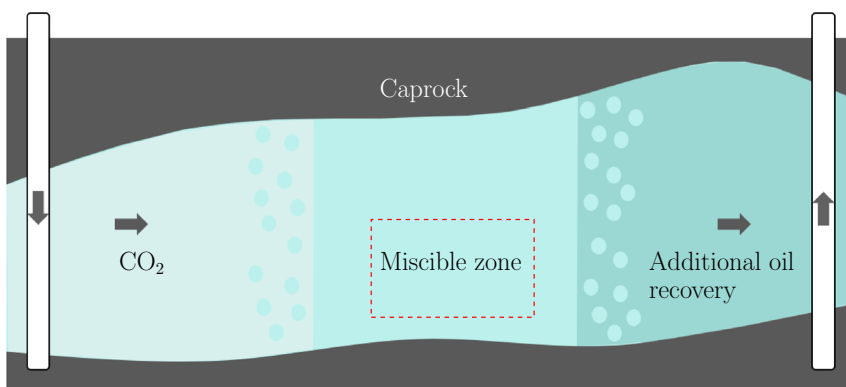 Caprock
CO₂
Miscible zone
Additional oil
recovery